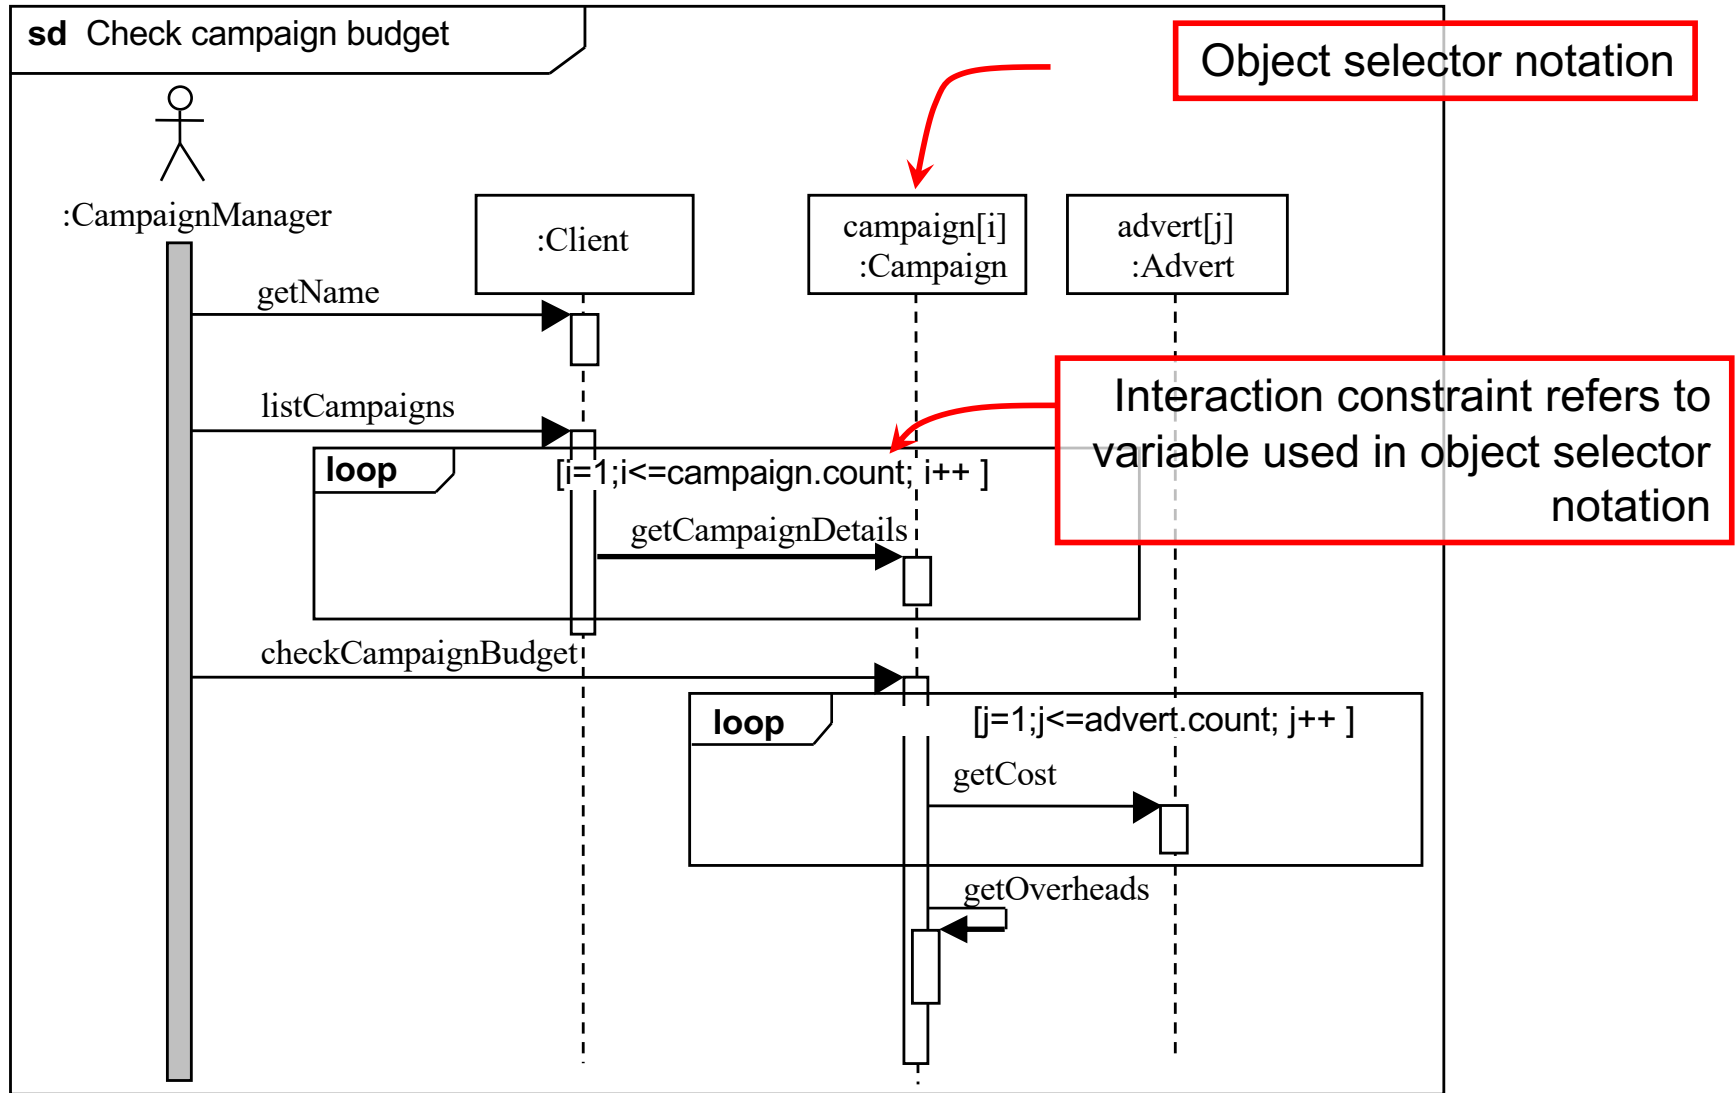 sd Check campaign budget
Object selector notation
:CampaignManager
:Client
campaign[i]
:Campaign
advert[j]
:Advert
getName
listCampaigns
Interaction constraint refers to
variable used in object selector
notation
loop
[i=1;i<=campaign.count; i++ ]
getCampaignDetails
checkCampaignBudget
loop
[j=1;j<=advert.count; j++ ]
getCost
getOverheads